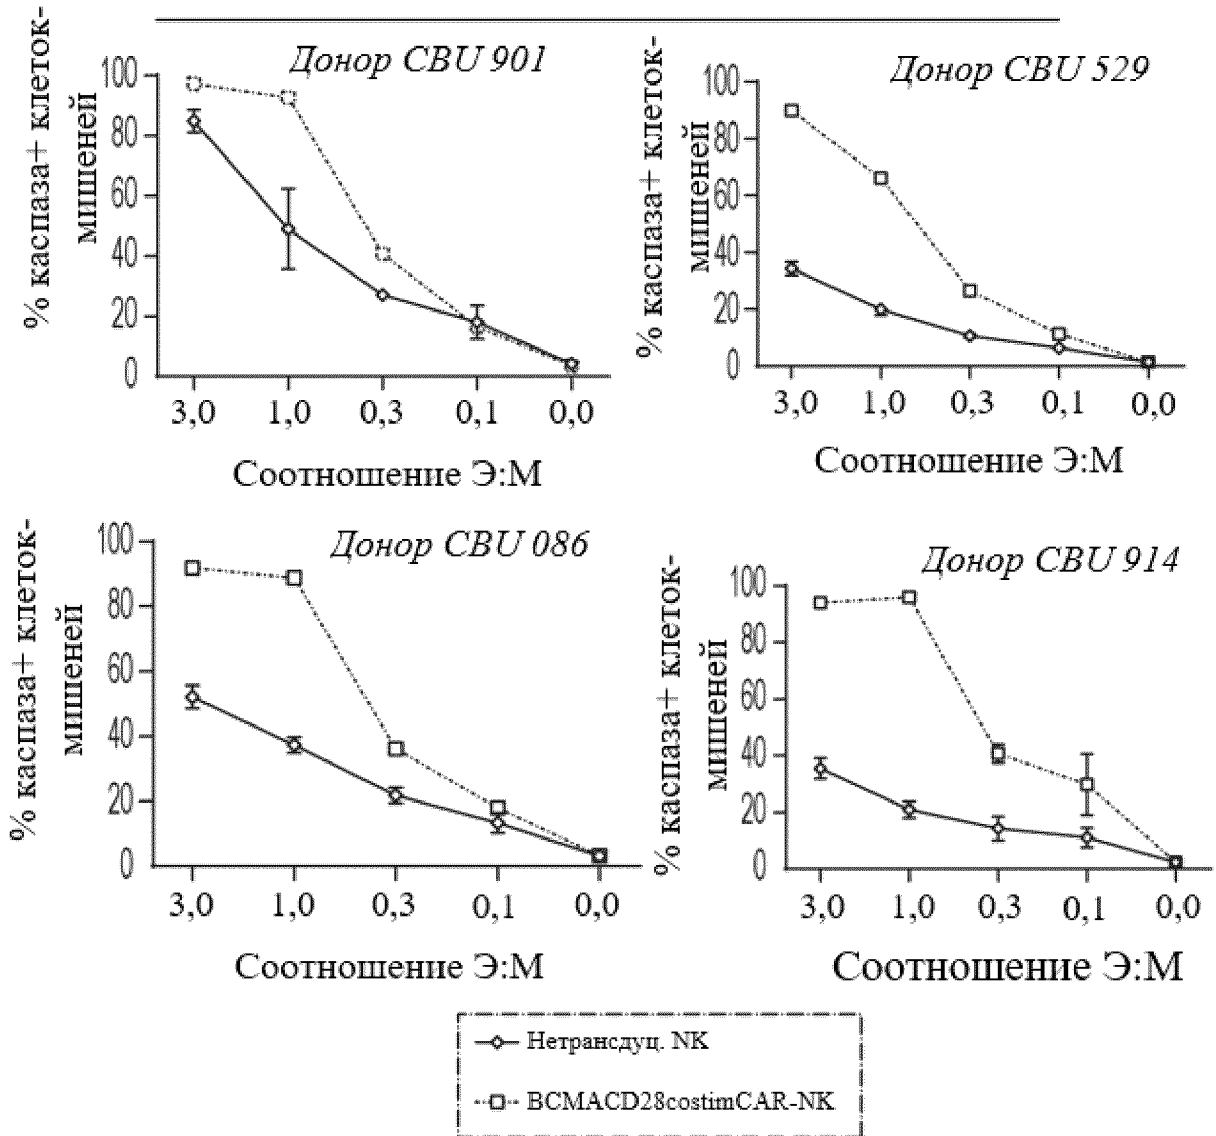 Донор CBU 901
% каспаза+ клеток-
мишеней
100
80
60
40
20
0
3,0 1,0 0,3 0,1 0,0
Соотношение Э:М
Донор CBU 529
% каспаза+ клеток-
мишеней
100
80
60
40
20
0
3,0 1,0 0,3 0,1 0,0
Соотношение Э:М
Донор CBU 086
% каспаза+ клеток-
мишеней
100
80
60
40
20
0
3,0 1,0 0,3 0,1 0,0
Соотношение Э:М
Донор CBU 914
% каспаза+ клеток-
мишеней
100
80
60
40
20
0
3,0 1,0 0,3 0,1 0,0
Соотношение Э:М
Нетрансдуц. NK
BCMACD28costimCAR-NK